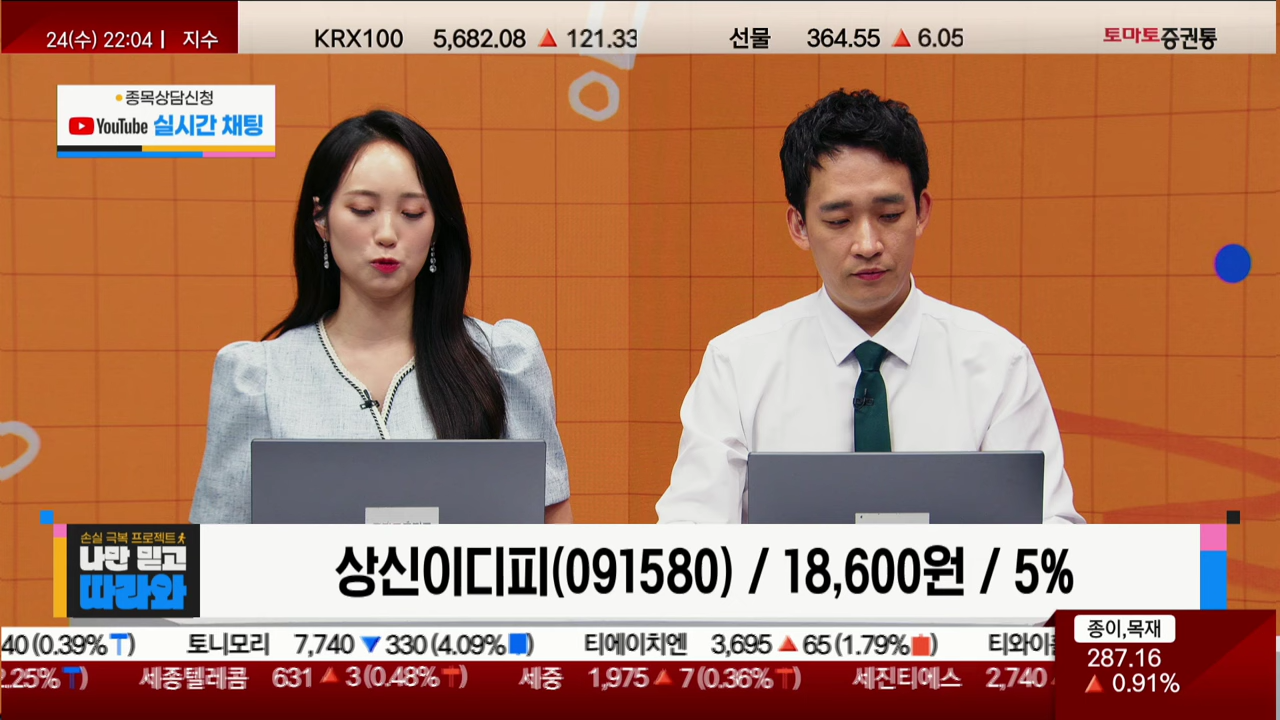 24(수) 22:04 | 지수 KRX100 5,682.08 ▲ 121.33 선물 364.55 ▲ 6.05 토마토증권통
종목상담신청
YouTube 실시간 채팅
손실 극복 프로젝트
나만 믿고
따라와
상신이디피(091580) / 18,600원 / 5%
40(0.39% 토니모리 7,740 ▼ 330 (4.09% ) 티에이치엔 3,695 ▲ 65 (1.79% )
2.25% 세종텔레콤 631 ▲ 3(0.48% ) 세중 1,975 ▲ 7(0.36% ) 세진티에스 2,740
종이,목재
287.16
▲ 0.91%